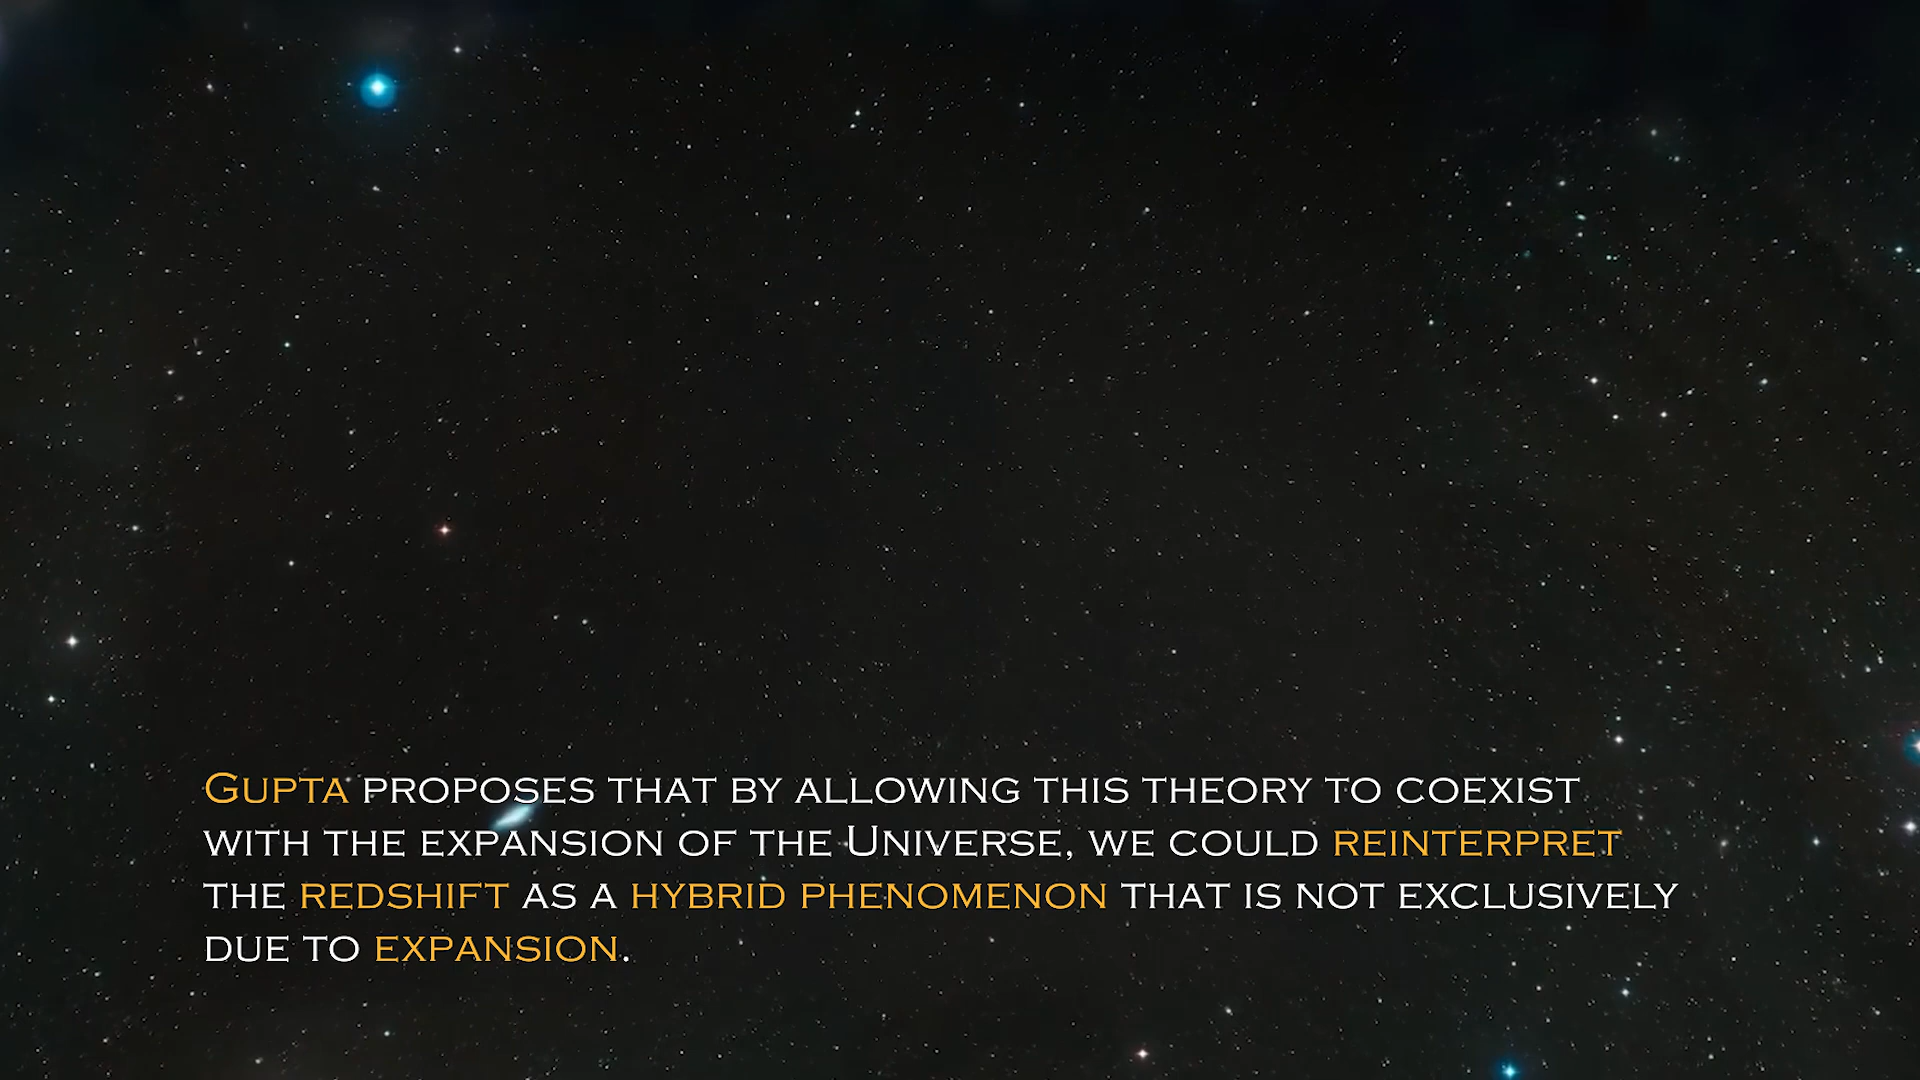 Gupta proposes that by allowing this theory to coexist
with the expansion of the Universe, we could reinterpret
the redshift as a hybrid phenomenon that is not exclusively
due to expansion.